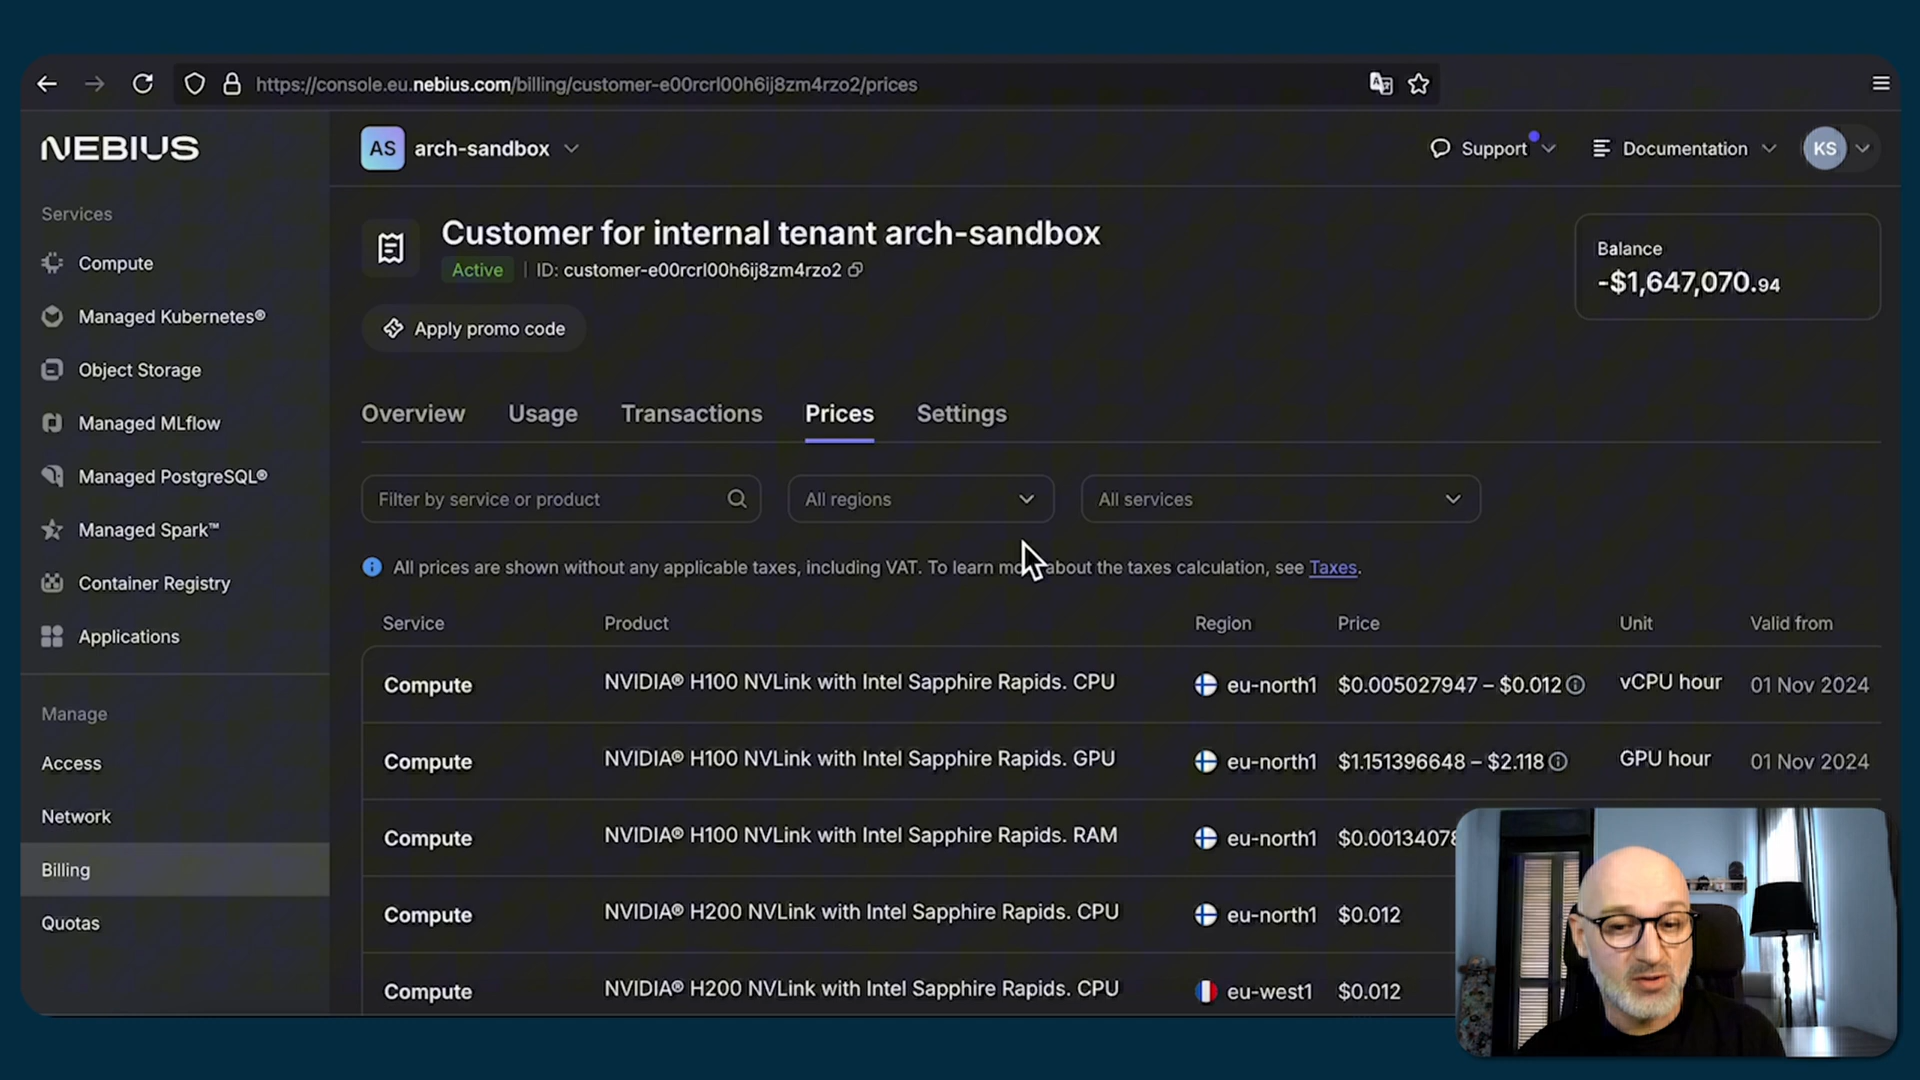 https://console.eu.nebius.com/billing/customer-e00rcrl00h6ij8zm4rzo2/prices
NEBIUS
AS arch-sandbox
Support
Documentation
KS
Services
Compute
Managed Kubernetes®
Object Storage
Managed MLflow
Managed PostgreSQL®
Managed Spark™
Container Registry
Applications
Manage
Access
Network
Billing
Quotas
Customer for internal tenant arch-sandbox
Active | ID: customer-e00rcrl00h6ij8zm4rzo2
Balance
-$1,647,070.94
Apply promo code
Overview Usage Transactions Prices Settings
Filter by service or product
All regions
All services
All prices are shown without any applicable taxes, including VAT. To learn about the taxes calculation, see Taxes.
Service Product Region Price Unit Valid from
Compute NVIDIA® H100 NVLink with Intel Sapphire Rapids. CPU eu-north1 $0.005027947 – $0.012 vCPU hour 01 Nov 2024
Compute NVIDIA® H100 NVLink with Intel Sapphire Rapids. GPU eu-north1 $1.151396648 – $2.118 GPU hour 01 Nov 2024
Compute NVIDIA® H100 NVLink with Intel Sapphire Rapids. RAM eu-north1 $0.00134078
Compute NVIDIA® H200 NVLink with Intel Sapphire Rapids. CPU eu-north1 $0.012
Compute NVIDIA® H200 NVLink with Intel Sapphire Rapids. CPU eu-west1 $0.012